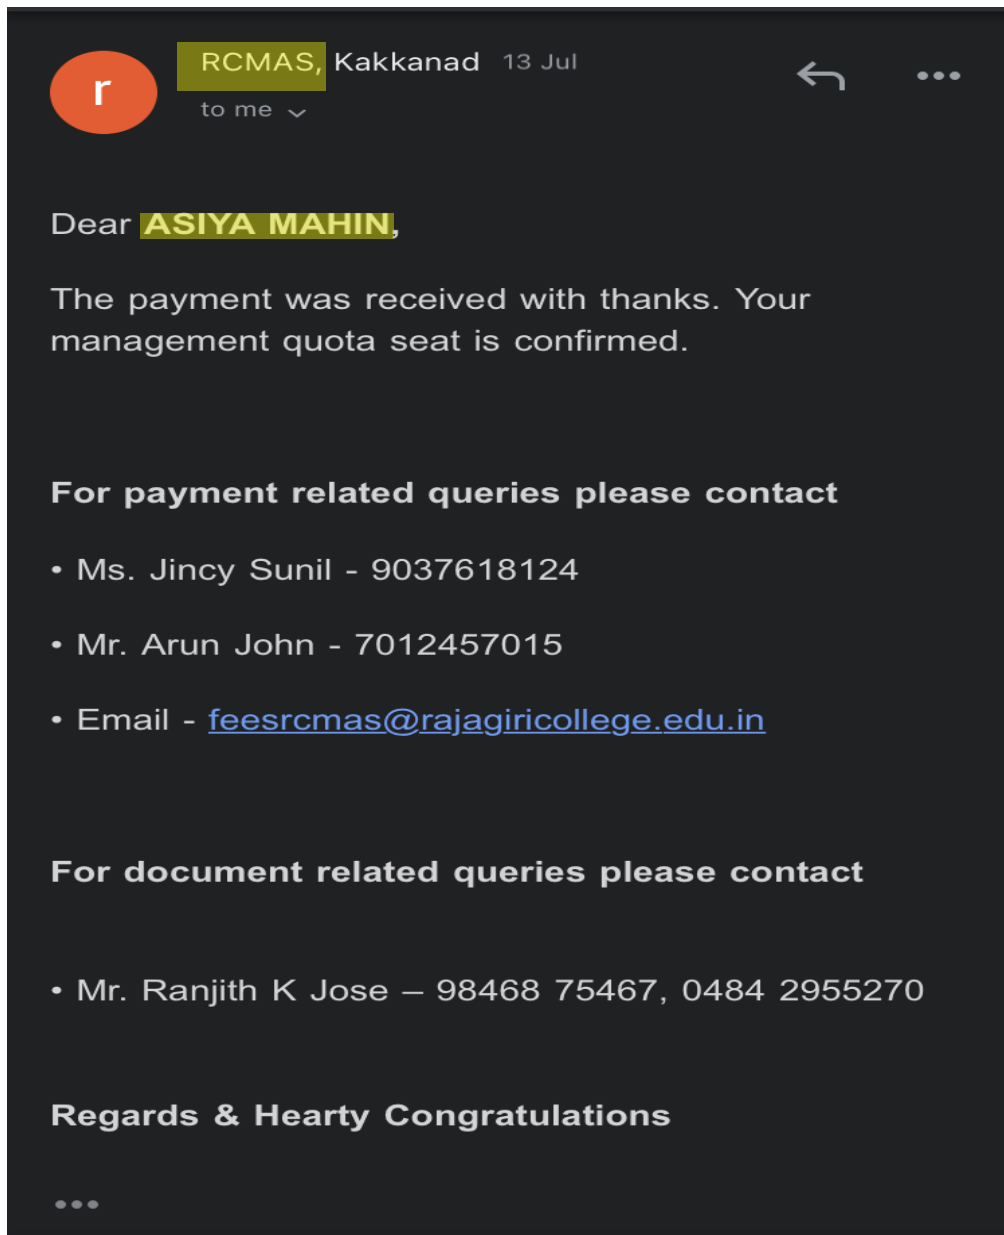 r
RCMAS, Kakkanad 13 Jul
to me
Dear ASIYA MAHIN,
The payment was received with thanks. Your
management quota seat is confirmed.
For payment related queries please contact
• Ms. Jincy Sunil - 9037618124
• Mr. Arun John - 7012457015
• Email - feesrcmas@rajagiricollege.edu.in
For document related queries please contact
• Mr. Ranjith K Jose – 98468 75467, 0484 2955270
Regards & Hearty Congratulations